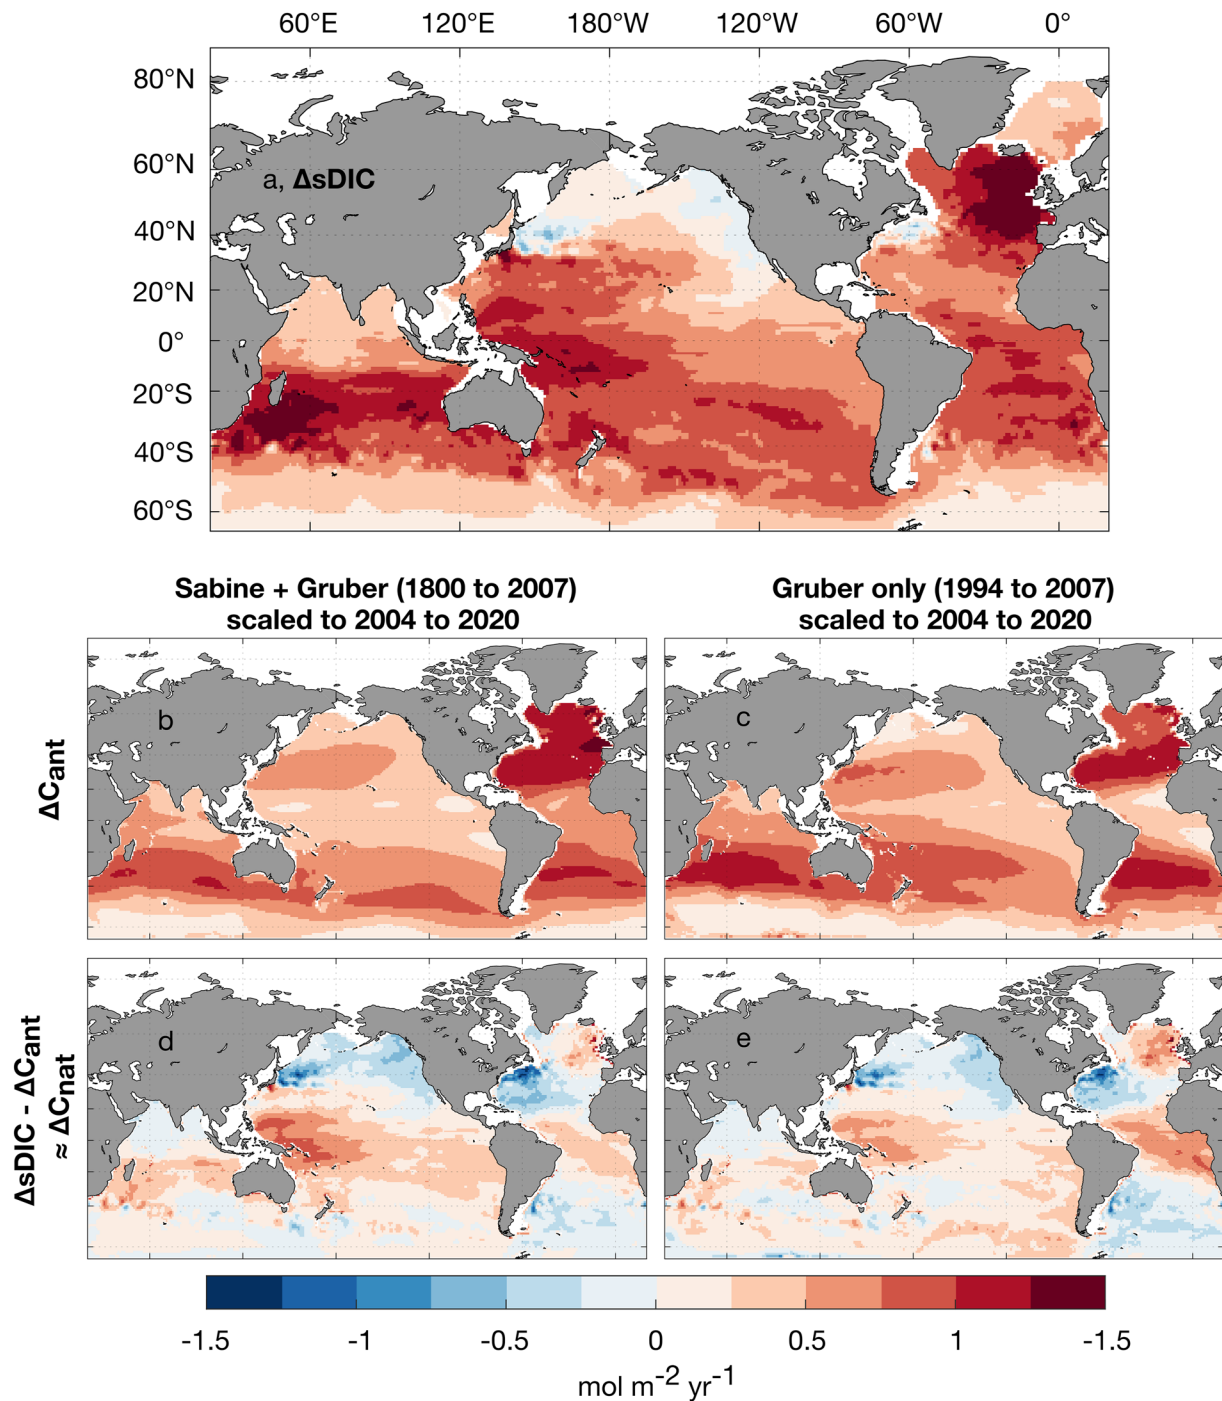 60°E 120°E 180°W 120°W 60°W 0°
80°N
60°N
40°N
20°N
0°
20°S
40°S
60°S
a, ΔsDIC
Sabine + Gruber (1800 to 2007)
scaled to 2004 to 2020
Gruber only (1994 to 2007)
scaled to 2004 to 2020
ΔCant
b
c
ΔsDIC - ΔCant
≈ ΔCnat
d
e
-1.5 -1 -0.5 0 0.5 1 -1.5
mol m⁻² yr⁻¹